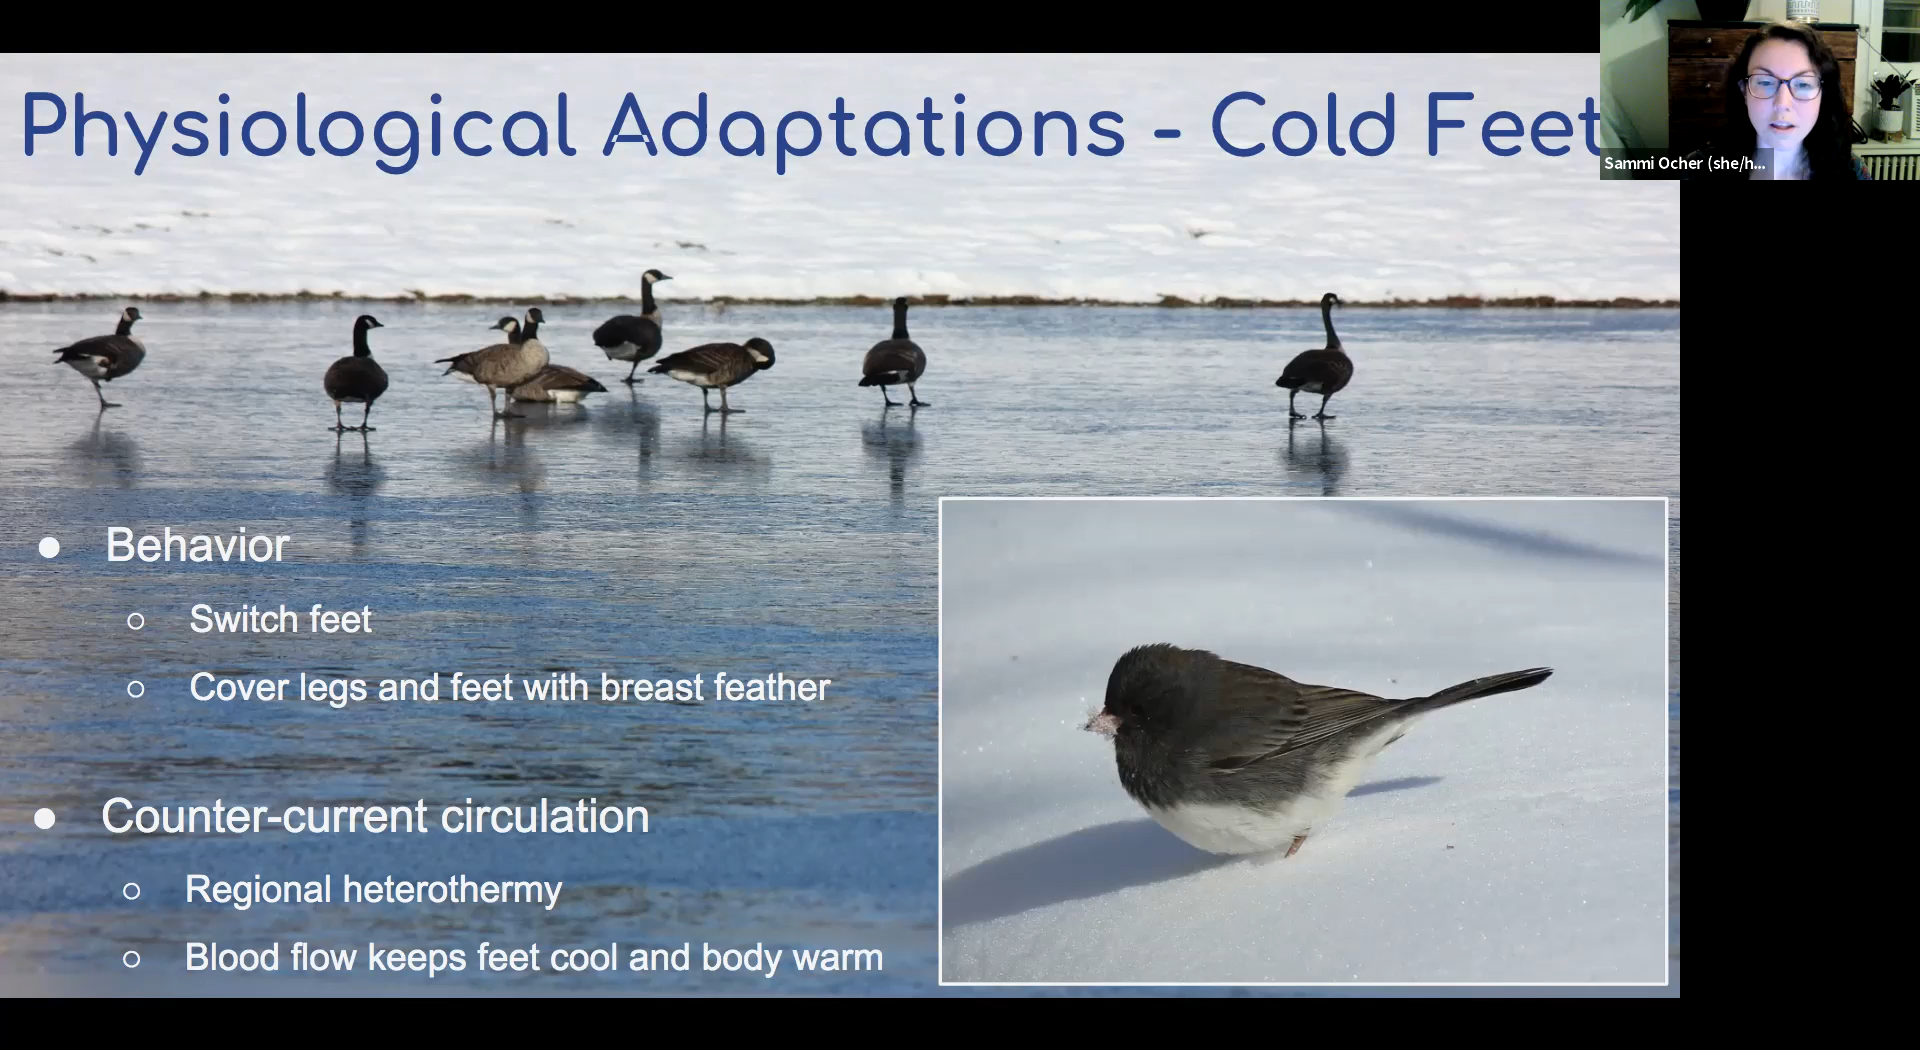 Physiological Adaptations - Cold Feet
Sammi Ocher (she/h...
Behavior
Switch feet
Cover legs and feet with breast feather
Counter-current circulation
Regional heterothermy
Blood flow keeps feet cool and body warm